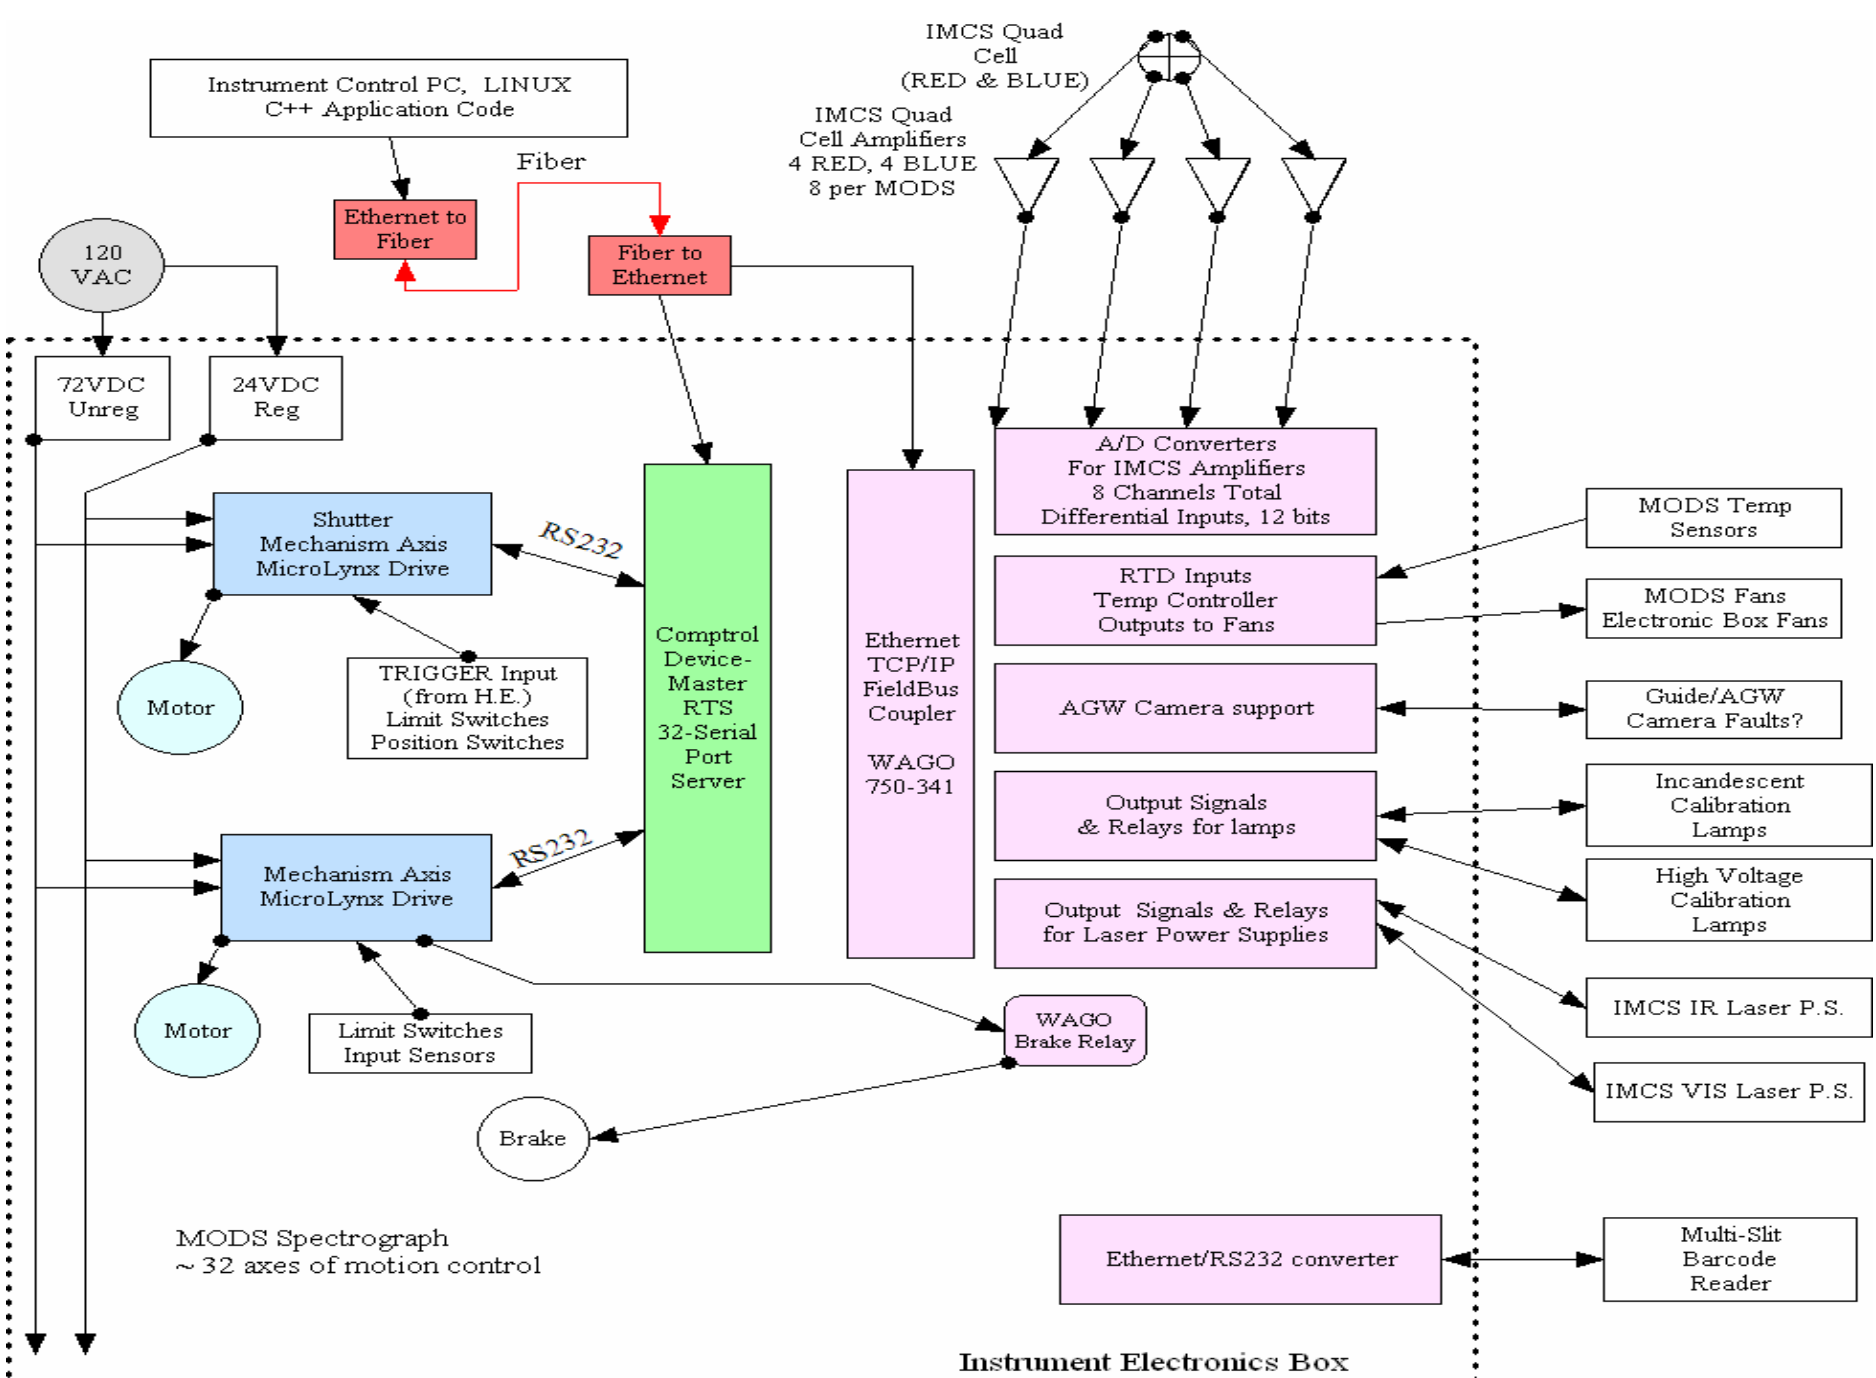 IMCS Quad
Cell
(RED & BLUE)
Instrument Control PC, LINUX
C++ Application Code
IMCS Quad
Cell Amplifiers
4 RED, 4 BLUE
8 per MODS
Fiber
Ethernet to
Fiber
Fiber to
Ethernet
120
VAC
72VDC
Unreg
24VDC
Reg
A/D Converters
For IMCS Amplifiers
8 Channels Total
Differential Inputs, 12 bits
Shutter
Mechanism Axis
MicroLynx Drive
RS232
MODS Temp
Sensors
RTD Inputs
Temp Controller
Outputs to Fans
MODS Fans
Electronic Box Fans
Comptrol
Device-
Master
RTS
32-Serial
Port
Server
Ethernet
TCP/IP
FieldBus
Coupler
WAGO
750-341
Motor
TRIGGER Input
(from H.E.)
Limit Switches
Position Switches
AGW Camera support
Guide/AGW
Camera Faults?
Output Signals
& Relays for lamps
Incandescent
Calibration
Lamps
Mechanism Axis
MicroLynx Drive
RS232
High Voltage
Calibration
Lamps
Output Signals & Relays
for Laser Power Supplies
IMCS IR Laser P.S.
Motor
Limit Switches
Input Sensors
WAGO
Brake Relay
IMCS VIS Laser P.S.
Brake
MODS Spectrograph
~ 32 axes of motion control
Ethernet/RS232 converter
Multi-Slit
Barcode
Reader
Instrument Electronics Box